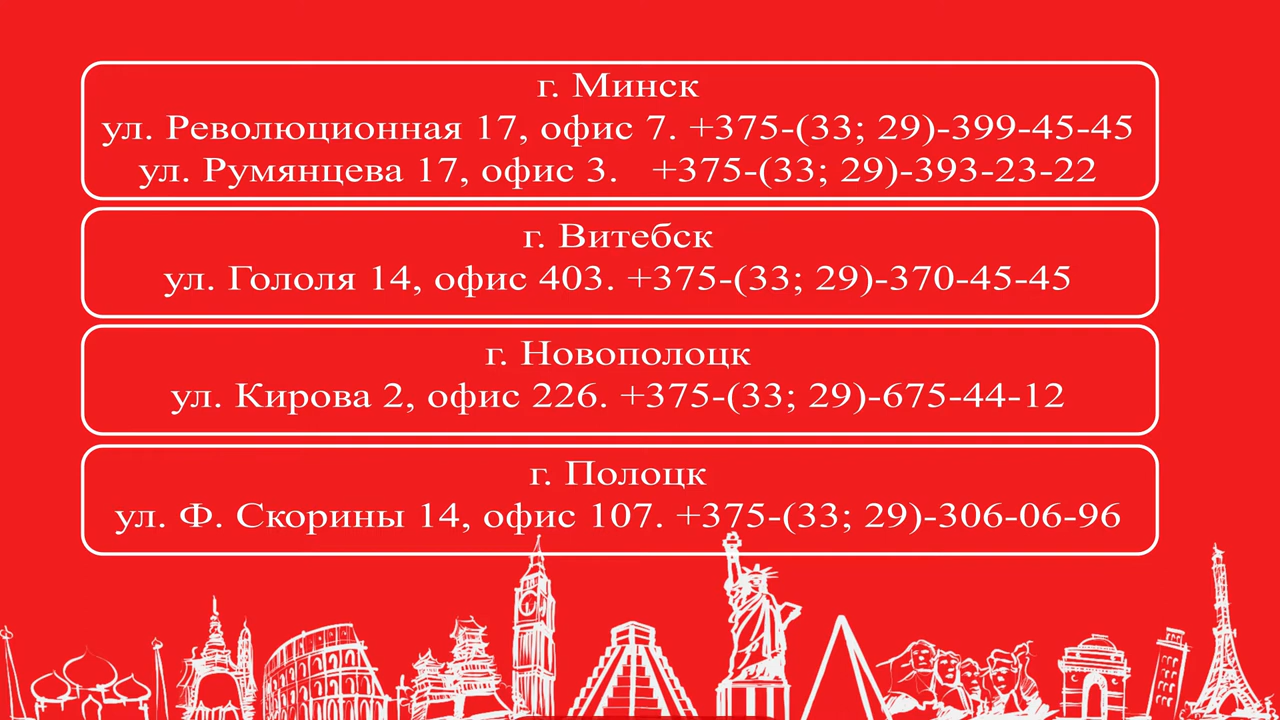 г. Минск
ул. Революционная 17, офис 7. +375-(33; 29)-399-45-45
ул. Румянцева 17, офис 3. +375-(33; 29)-393-23-22
г. Витебск
ул. Гололя 14, офис 403. +375-(33; 29)-370-45-45
г. Новополоцк
ул. Кирова 2, офис 226. +375-(33; 29)-675-44-12
г. Полоцк
ул. Ф. Скорины 14, офис 107. +375-(33; 29)-306-06-96